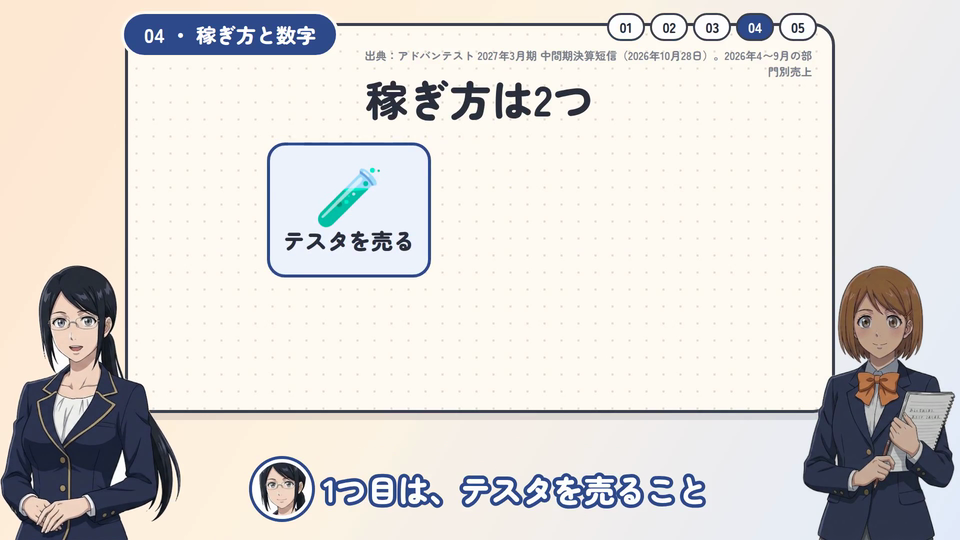 04 ・ 稼ぎ方と数字
01 02 03 04 05
出典：アドバンテスト 2027年3月期 中間期決算短信（2026年10月28日）。2026年4〜9月の部
門別売上
稼ぎ方は2つ
テスタを売る
1つ目は、テスタを売ること